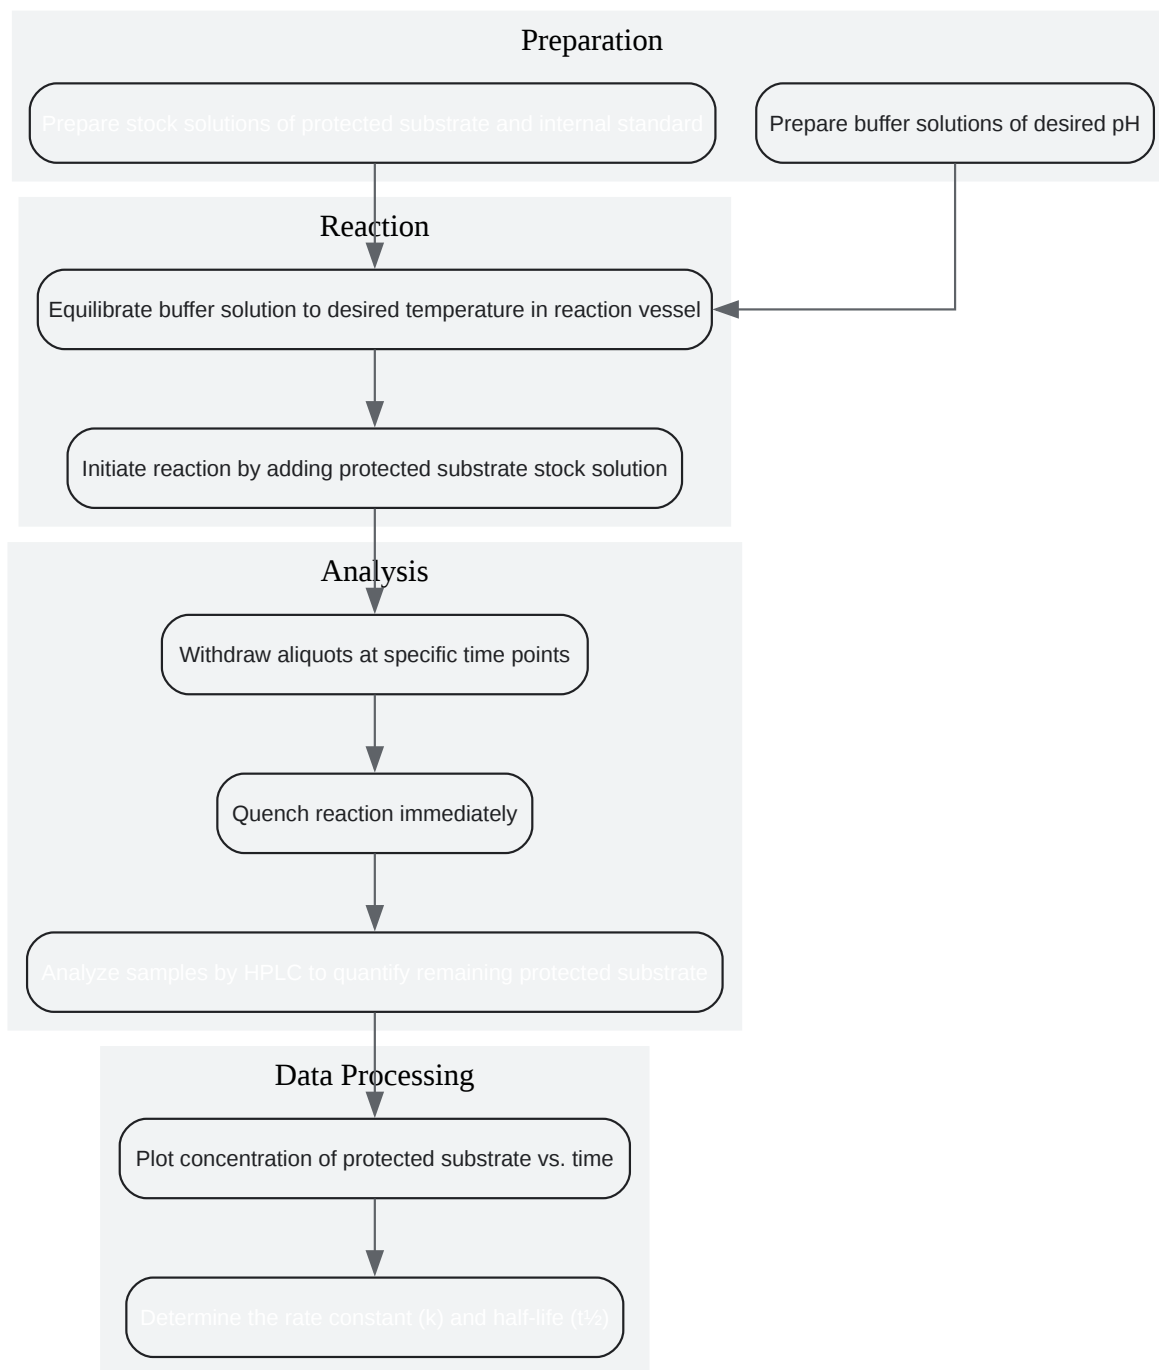 Preparation
Prepare stock solutions of protected substrate and internal standard
Prepare buffer solutions of desired pH
Reaction
Equilibrate buffer solution to desired temperature in reaction vessel
Initiate reaction by adding protected substrate stock solution
Analysis
Withdraw aliquots at specific time points
Quench reaction immediately
Analyze samples by HPLC to quantify remaining protected substrate
Data Processing
Plot concentration of protected substrate vs. time
Determine the rate constant (k) and half-life (t½)